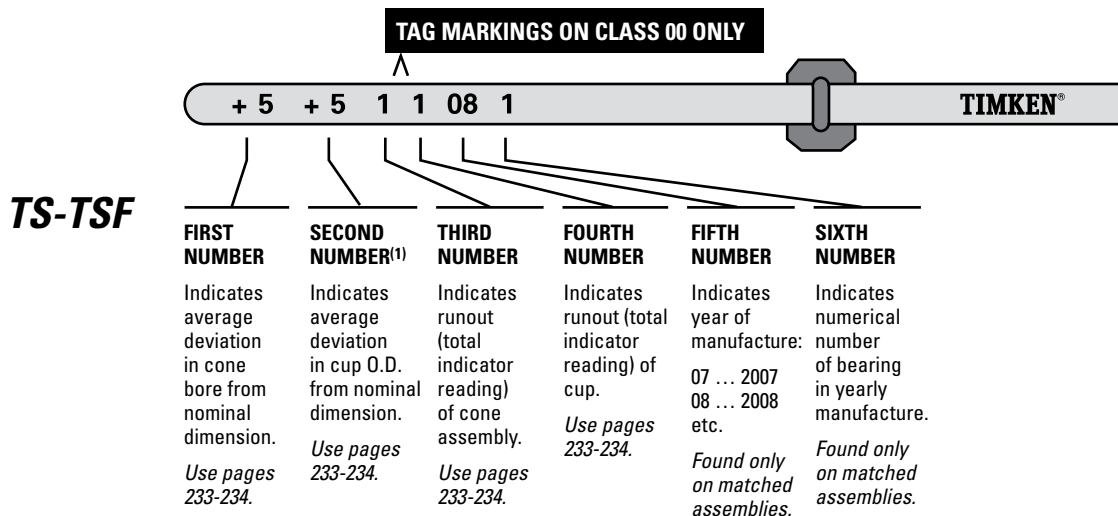 TAG MARKINGS ON CLASS 00 ONLY
+ 5 + 5 1 1 08 1
TIMKEN®
TS-TSF
FIRST
NUMBER
Indicates
average
deviation
in cone
bore from
nominal
dimension.
Use pages
233-234.
SECOND
NUMBER(1)
Indicates
average
deviation
in cup O.D.
from nominal
dimension.
Use pages
233-234.
THIRD
NUMBER
Indicates
runout
(total
indicator
reading)
of cone
assembly.
Use pages
233-234.
FOURTH
NUMBER
Indicates
runout (total
indicator
reading) of
cup.
Use pages
233-234.
FIFTH
NUMBER
Indicates
year of
manufacture:
07 … 2007
08 … 2008
etc.
Found only
on matched
assemblies.
SIXTH
NUMBER
Indicates
numerical
number
of bearing
in yearly
manufacture.
Found only
on matched
assemblies.